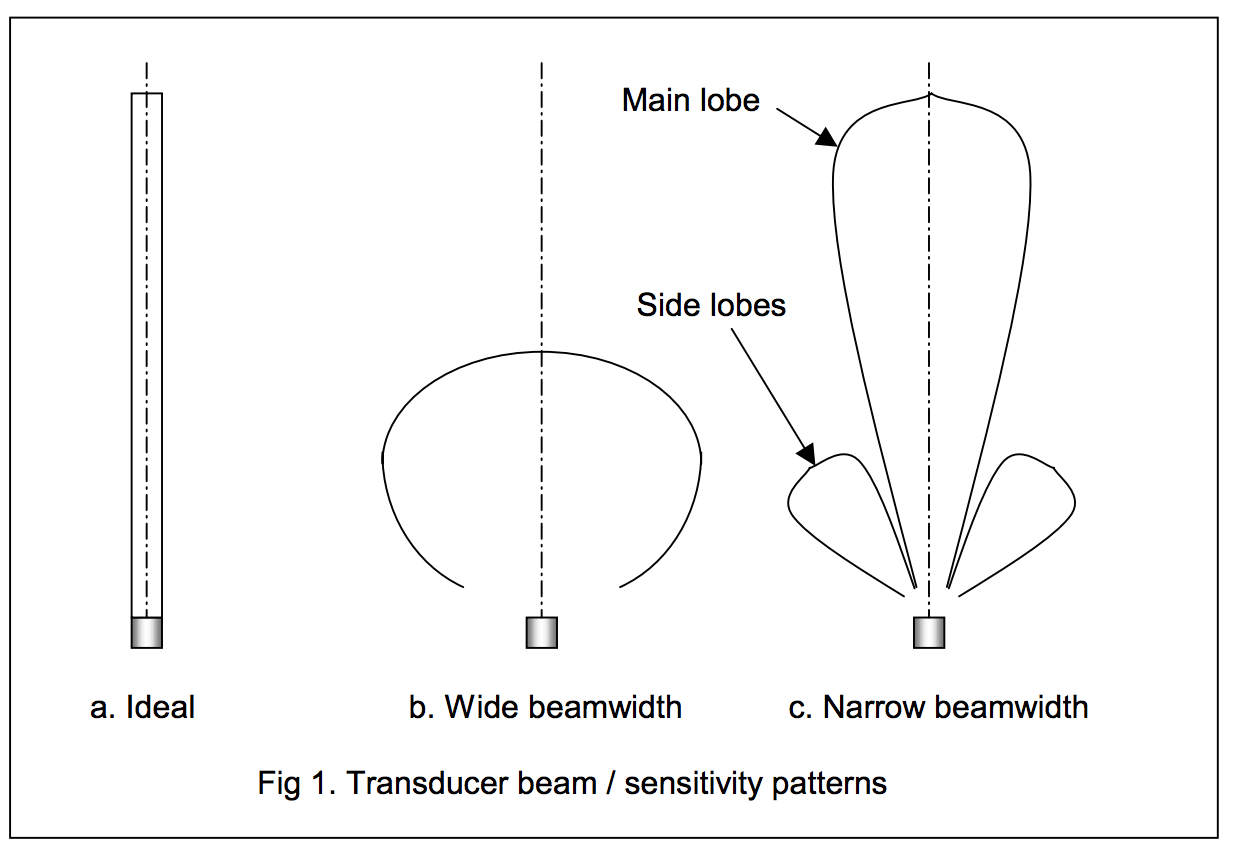 Main lobe
Side lobes
a. Ideal
b. Wide beamwidth
c. Narrow beamwidth
Fig 1. Transducer beam / sensitivity patterns